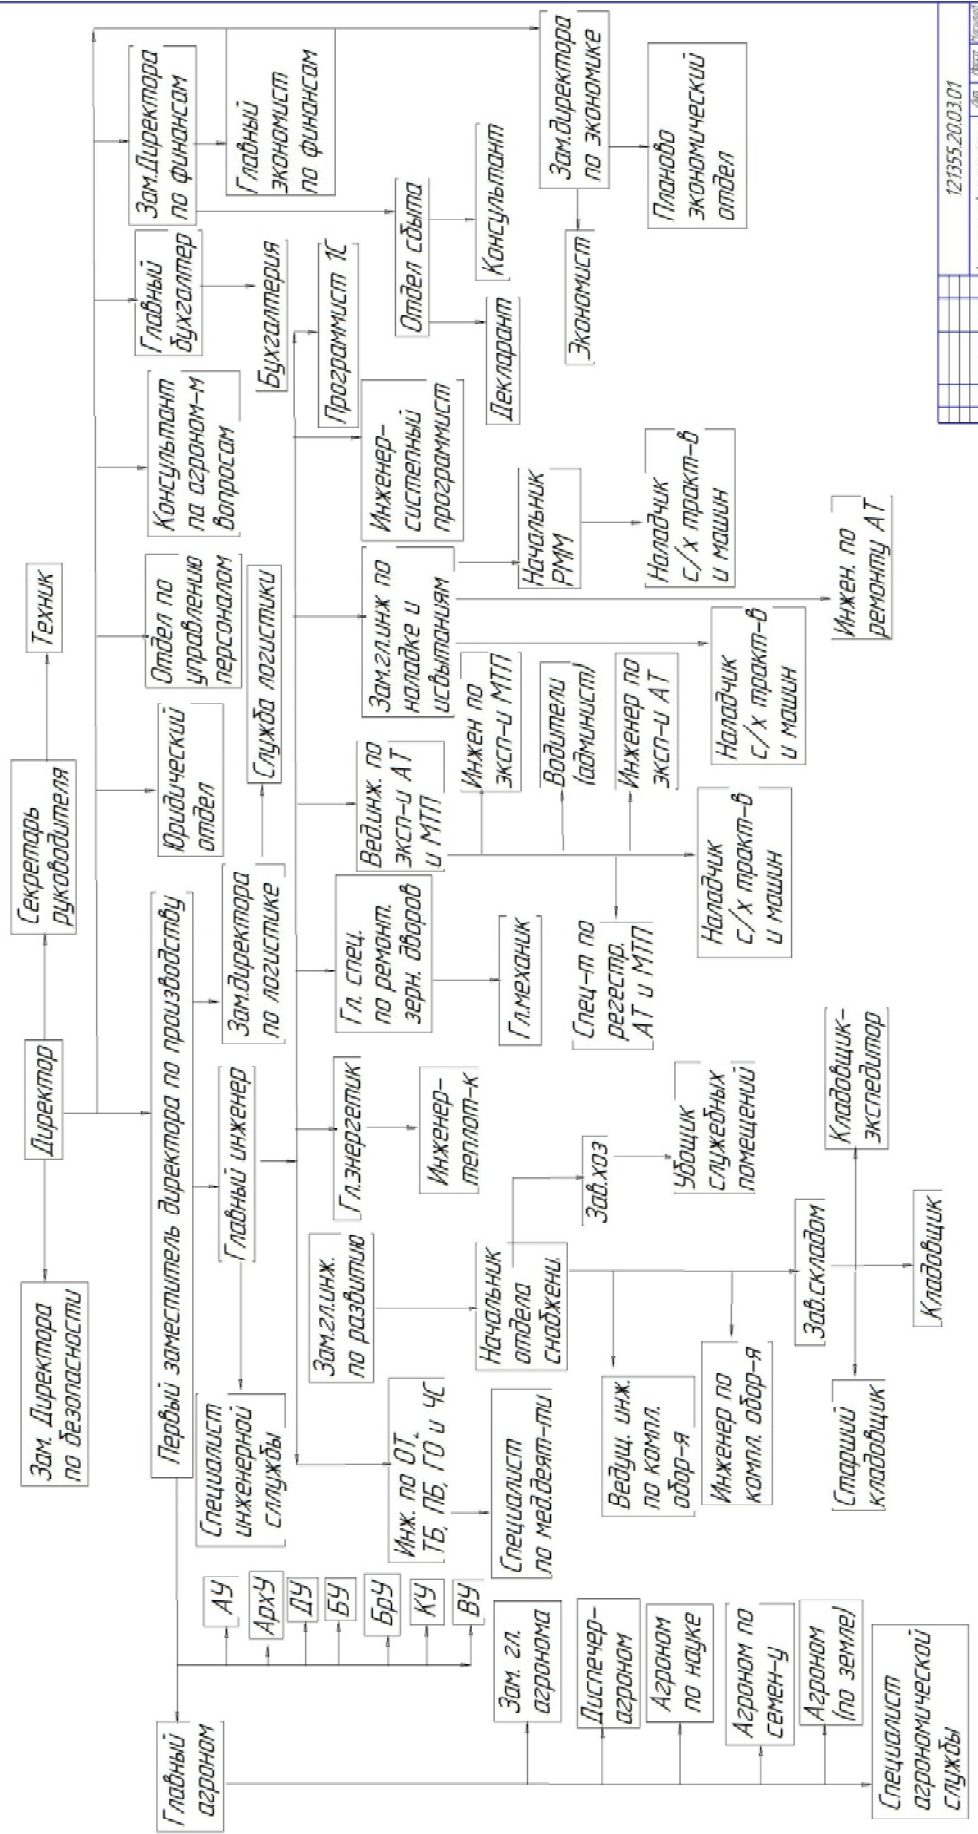 Директор
Секретарь
руководителя
Техник
Зам. Директора
по безопасности
Первый заместитель директора по производству
Юридический
отдел
Отдел по
управлению
персоналом
Консультант
па агроном-м
вопросам
Главный
бухгалтер
Бухгалтерия
Зам.Директора
по финансам
Главный
экономист
по финансам
Отдел сбыта
Консультант
Декларант
Зам.директора
по экономике
Экономист
Планово
экономический
отдел
Главный
агроном
АУ
АрхУ
ДУ
БУ
БрУ
КУ
ВУ
Зам. гл.
агронома
Диспечер-
агроном
Агроном
по науке
Агроном по
семен-у
Агроном
(по земле)
Специалист
агрономической
службы
Главный инженер
Зам.директора
по логистике
Служба логистики
Специалист
инженерной
сллужбы
Инж. по ОТ,
ТБ, ПБ, ГО и ЧС
Специалист
по мед.деят-ти
Зам.гл.инж.
по развитию
Начальник
отдела
снабжени.
Зав.хоз
Убощик
служебных
помещений
Ведущ. инж.
по компл.
обор-я
Инженер по
компл. обор-я
Зав.складом
Старший
кладовщик
Кладовщик
Кладовщик-
экспедитор
Гл.энергетик
Инженер-
теплот-к
Гл. спец.
по ремонт.
зерн. дворов
Гл.механик
Вед.инж. по
эксп-и АТ
и МТП
Инжен по
эксп-и МТП
Водители
(админист)
Инженер по
эксп-и АТ
Спец-т по
регестр.
АТ и МТП
Наладчик
с/х тракт-в
и машин
Зам.гл.инж по
наладке и
исвытаниям
Начальник
РММ
Наладчик
с/х тракт-в
и машин
Наладчик
с/х тракт-в
и машин
Инжен. по
ремонту АТ
Инженер-
систепный
программист
Программист 1С
121355.20.03.01